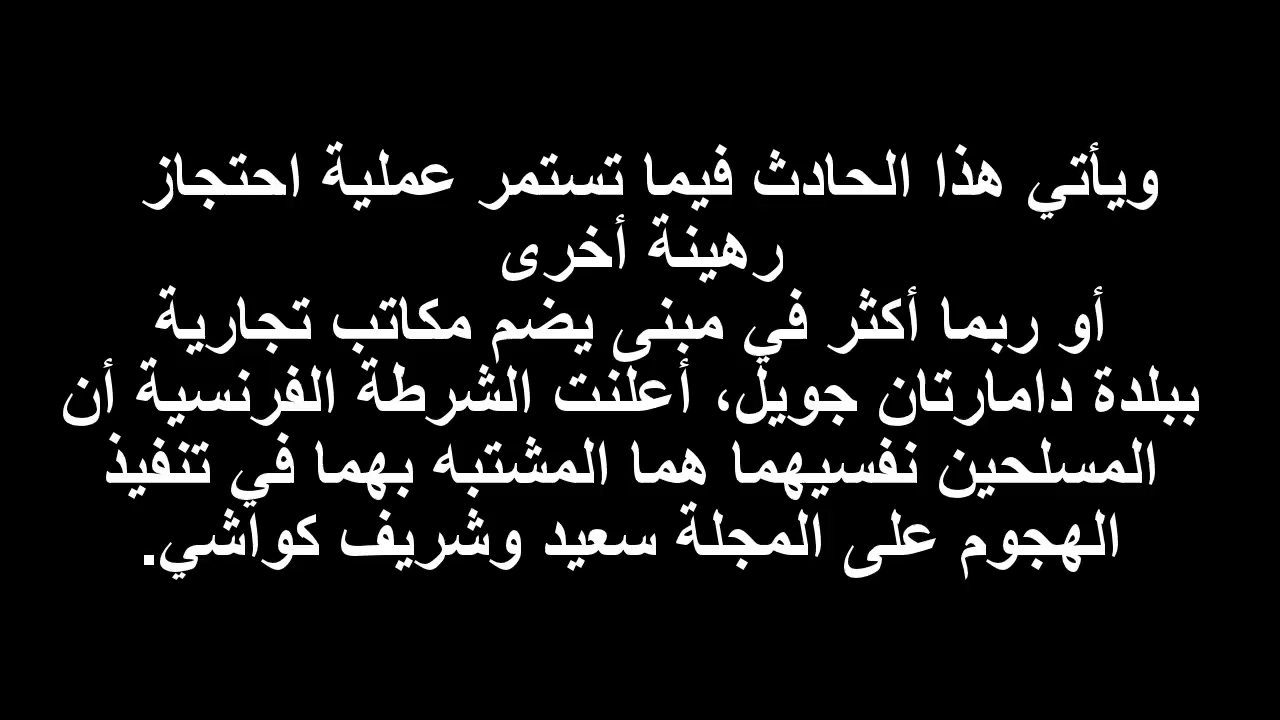 ويأتي هذا الحادث فيما تستمر عملية احتجاز
رهينة أخرى
أو ربما أكثر في مبنى يضم مكاتب تجارية
ببلدة دامارتان جويل، أعلنت الشرطة الفرنسية أن
المسلحين نفسيهما هما المشتبه بهما في تنفيذ
الهجوم على المجلة سعيد وشريف كواشي.